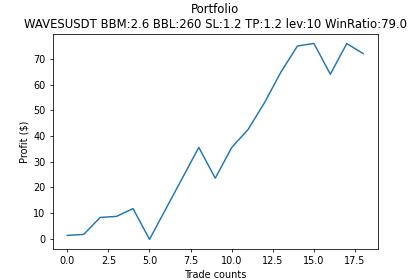 Portfolio
WAVESUSDT BBM:2.6 BBL:260 SL:1.2 TP:1.2 lev:10 WinRatio:79.0
Profit ($)
70
60
50
40
30
20
10
0
0.0 2.5 5.0 7.5 10.0 12.5 15.0 17.5
Trade counts